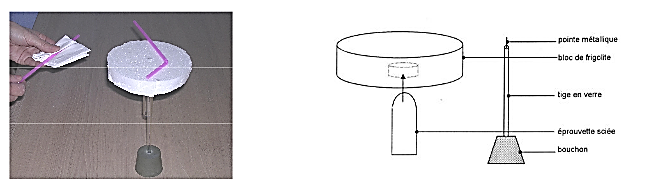 pointe métallique
bloc de frigolite
tige en verre
éprouvette sciée
bouchon